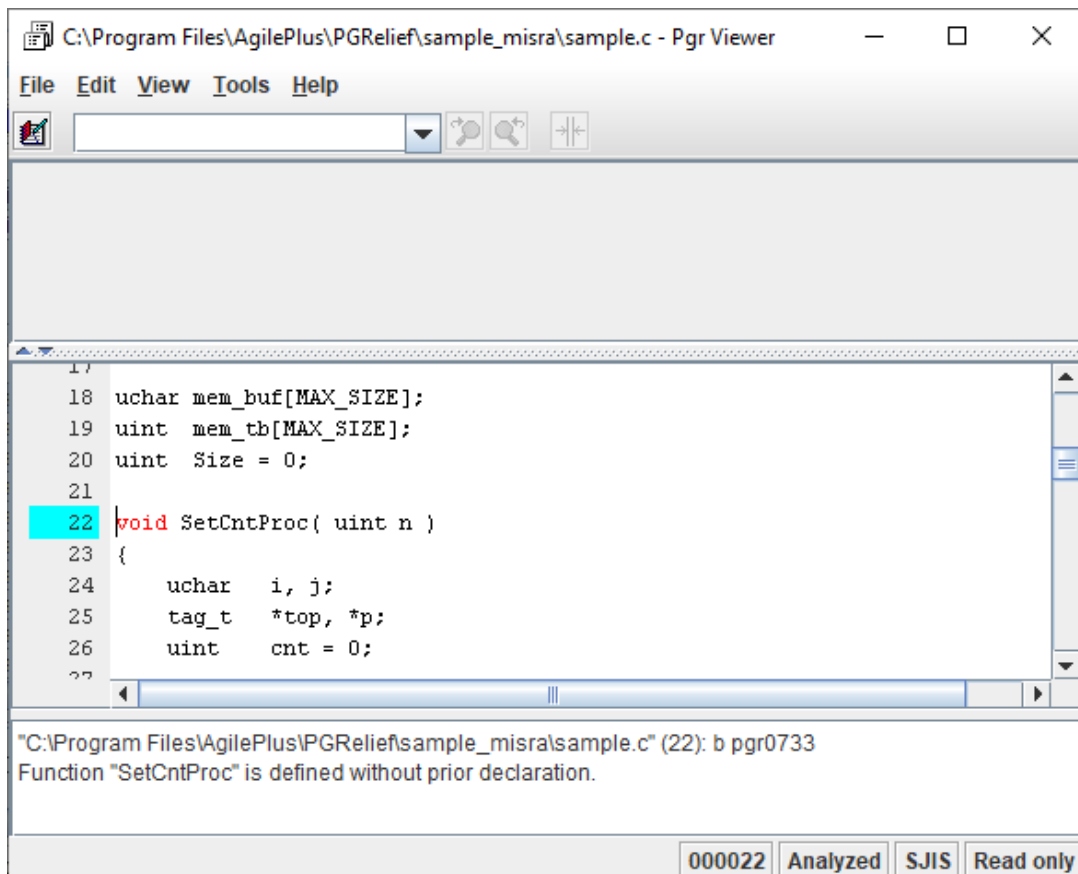 C:\Program Files\AgilePlus\PGRelief\sample_misra\sample.c - Pgr Viewer
File Edit View Tools Help
17
18 uchar mem_buf[MAX_SIZE];
19 uint  mem_tb[MAX_SIZE];
20 uint  Size = 0;
21
22 void SetCntProc( uint n )
23 {
24     uchar   i, j;
25     tag_t   *top, *p;
26     uint    cnt = 0;
27
"C:\Program Files\AgilePlus\PGRelief\sample_misra\sample.c" (22): b pgr0733
Function "SetCntProc" is defined without prior declaration.
000022 Analyzed SJIS Read only